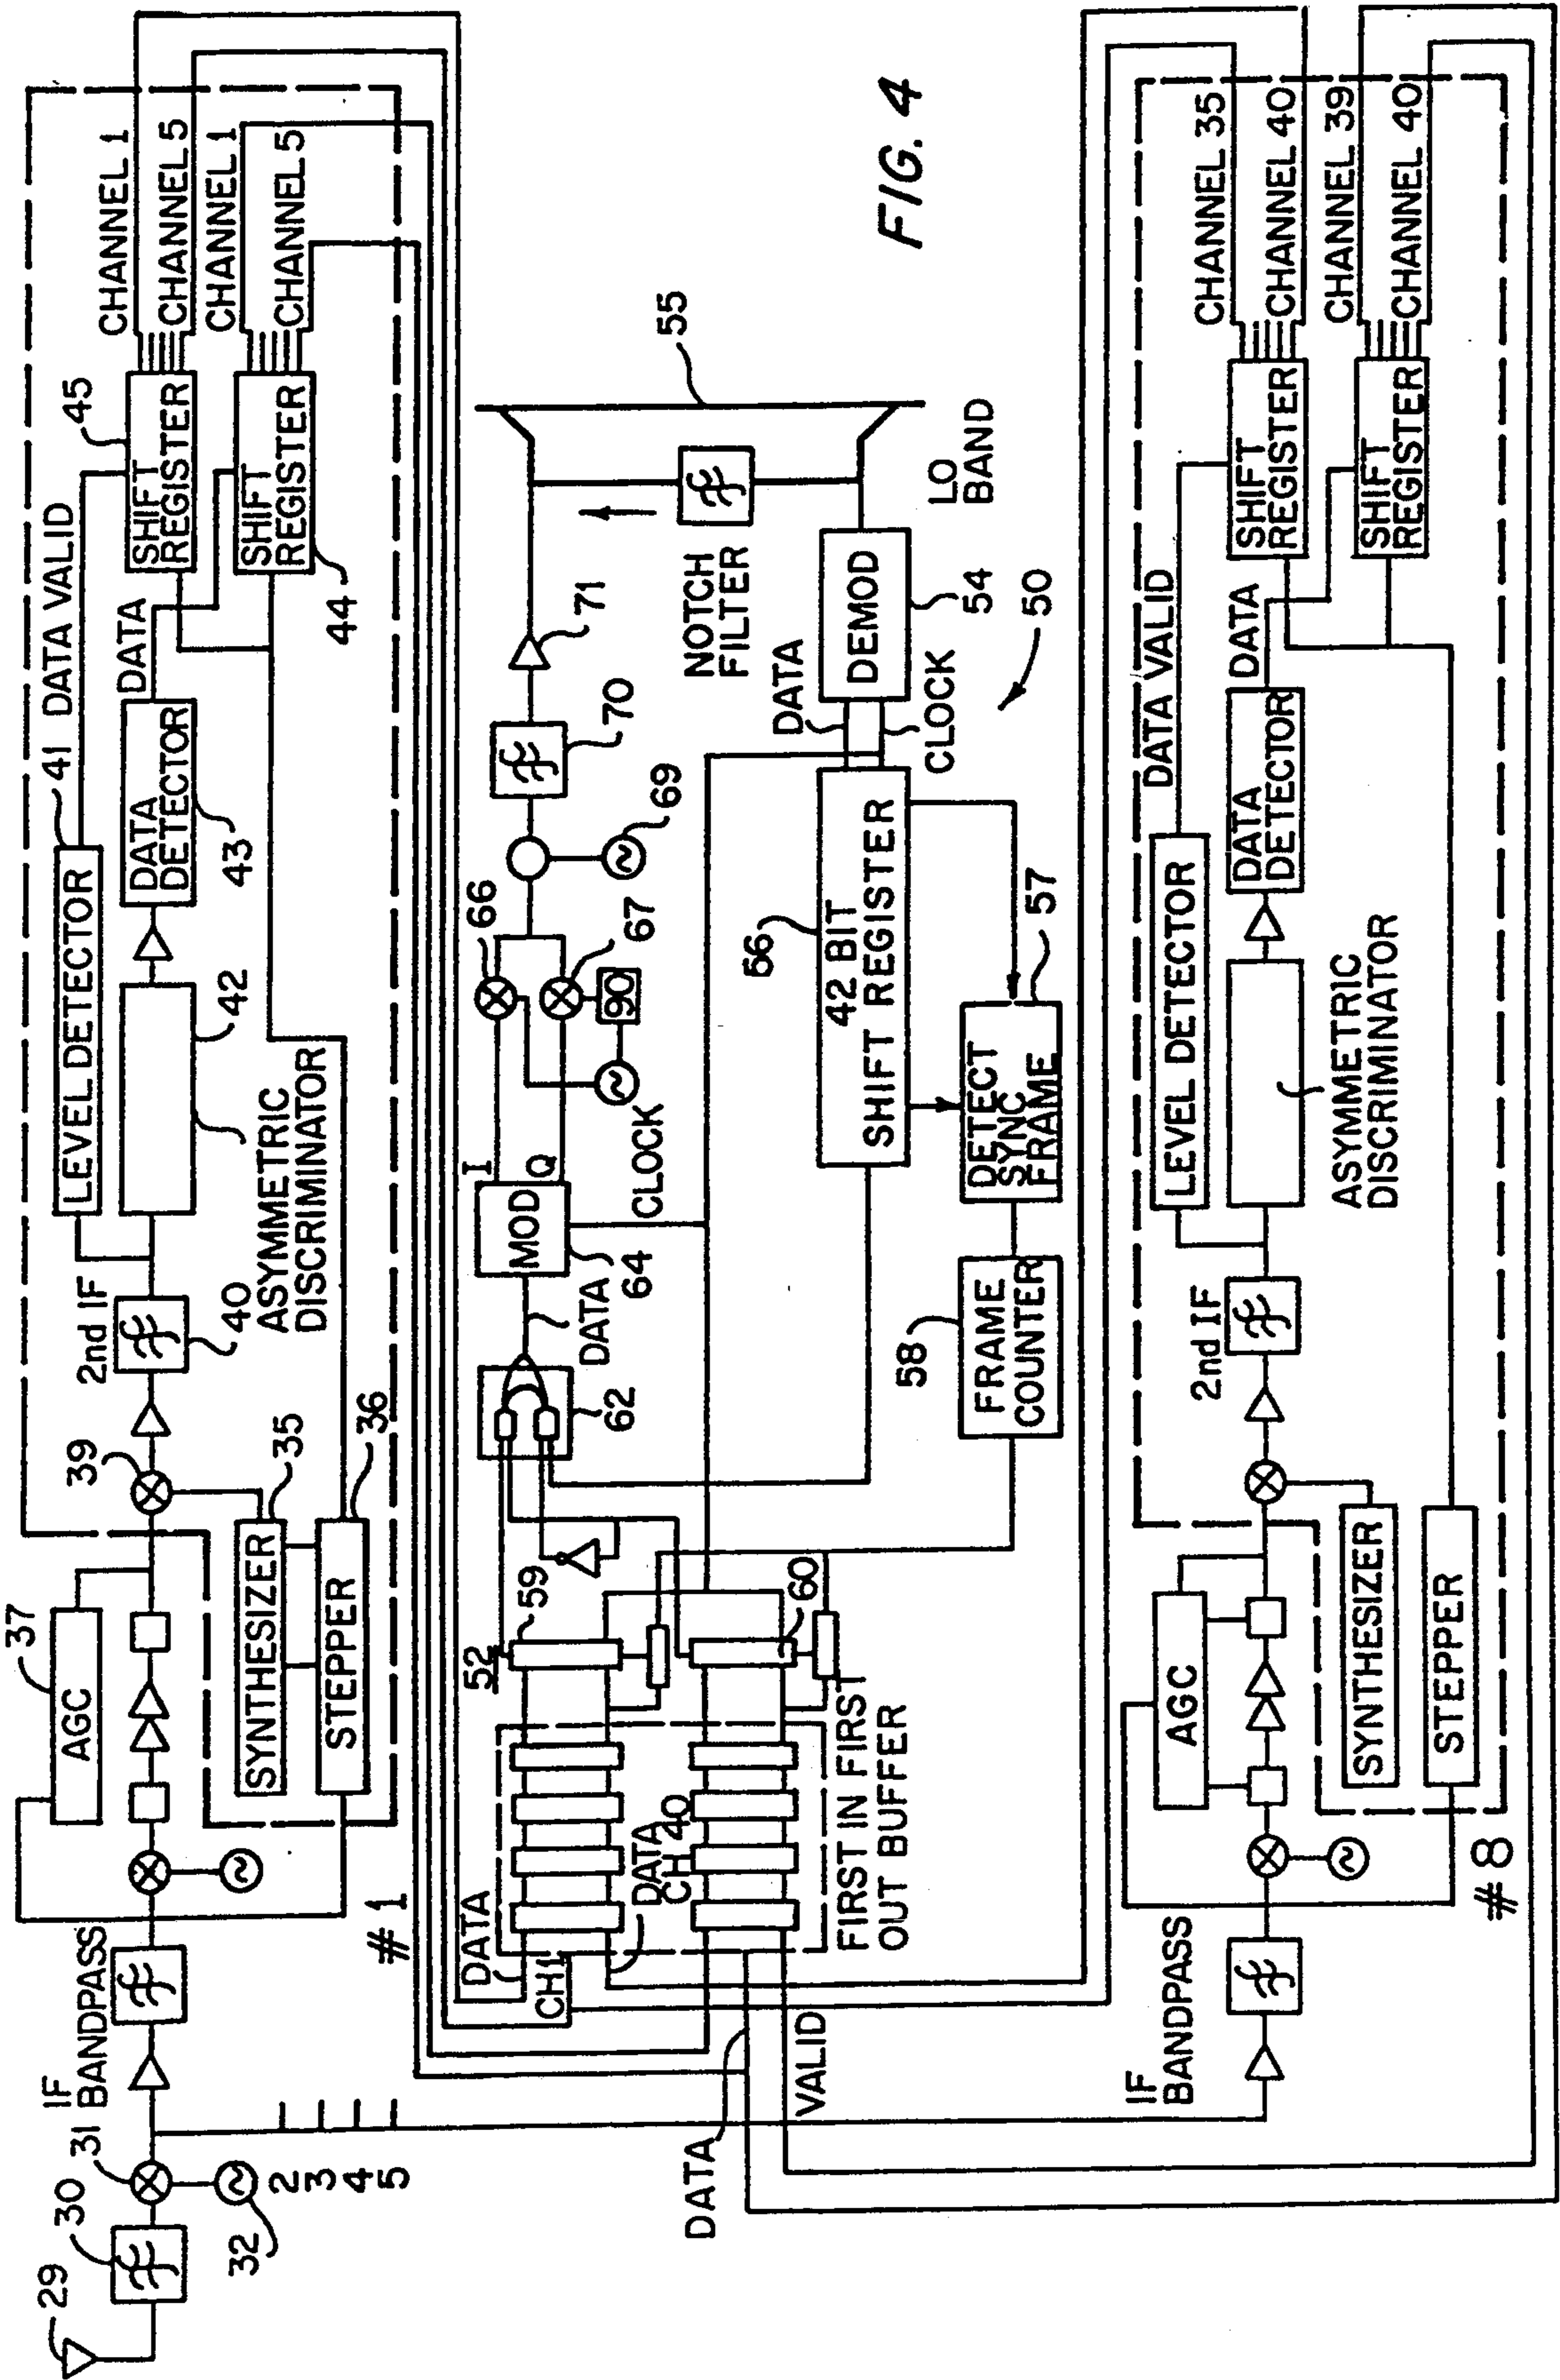 29
30
31
32
2
3
4
5
IF
BANDPASS
37
AGC
39
SYNTHESIZER
35
STEPPER
36
# 1
2nd IF
40
LEVEL DETECTOR
41 DATA VALID
42
ASYMMETRIC
DISCRIMINATOR
DATA
DETECTOR
43
DATA
45
SHIFT
REGISTER
SHIFT
REGISTER
44
CHANNEL 1
CHANNEL 5
CHANNEL 1
CHANNEL 5
DATA
CH1
DATA
CH 40
52
59
60
FIRST IN FIRST
OUT BUFFER
DATA
VALID
62
DATA
MOD
64
I
Q
CLOCK
66
67
90
69
70
71
NOTCH
FILTER
55
LO
BAND
DEMOD
54
DATA
CLOCK
50
56
42 BIT
SHIFT REGISTER
57
DETECT
SYNC
FRAME
58
FRAME
COUNTER
FIG. 4
IF
BANDPASS
AGC
SYNTHESIZER
STEPPER
# 8
2nd IF
LEVEL DETECTOR
DATA VALID
ASYMMETRIC
DISCRIMINATOR
DATA
DETECTOR
DATA
SHIFT
REGISTER
SHIFT
REGISTER
CHANNEL 35
CHANNEL 40
CHANNEL 39
CHANNEL 40